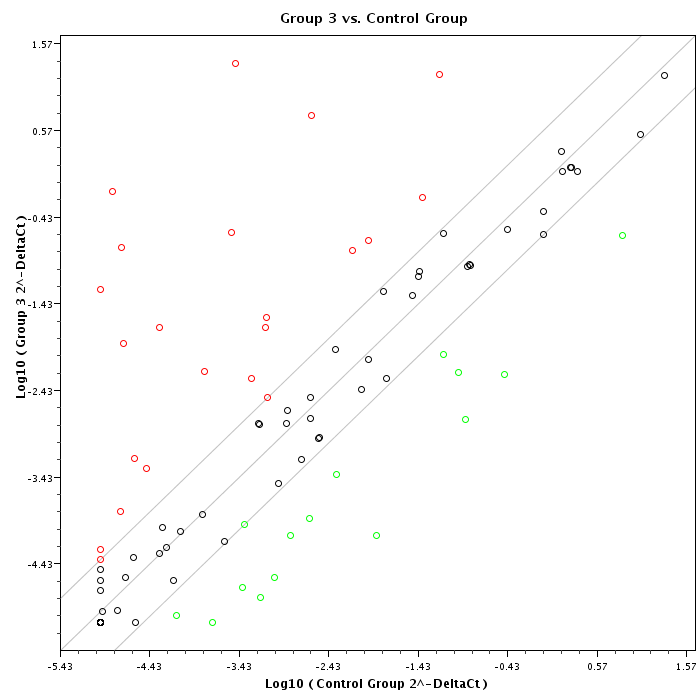 Group 3 vs. Control Group
1.57
0.57
-0.43
-1.43
-2.43
-3.43
-4.43
Log10 ( Group 3 2^-DeltaCt )
-5.43 -4.43 -3.43 -2.43 -1.43 -0.43 0.57 1.57
Log10 ( Control Group 2^-DeltaCt )